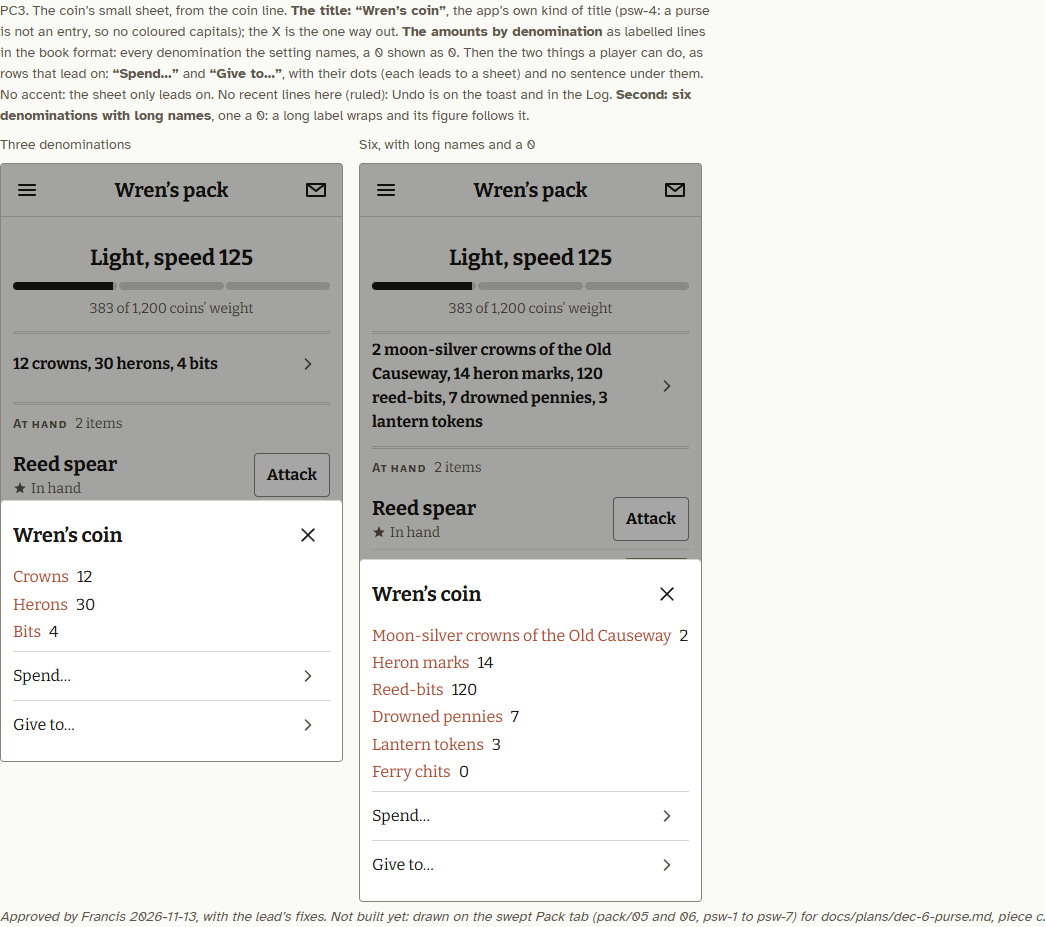 PC3. The coin’s small sheet, from the coin line. The title: “Wren’s coin”, the app’s own kind of title (psw-4: a purse
is not an entry, so no coloured capitals); the X is the one way out. The amounts by denomination as labelled lines
in the book format: every denomination the setting names, a 0 shown as 0. Then the two things a player can do, as
rows that lead on: “Spend…” and “Give to…”, with their dots (each leads to a sheet) and no sentence under them.
No accent: the sheet only leads on. No recent lines here (ruled): Undo is on the toast and in the Log. Second: six
denominations with long names, one a 0: a long label wraps and its figure follows it.
Three denominations
Wren’s pack
Light, speed 125
383 of 1,200 coins’ weight
12 crowns, 30 herons, 4 bits
AT HAND 2 items
Reed spear
★ In hand
Attack
Wren’s coin
Crowns 12
Herons 30
Bits 4
Spend…
Give to…
Six, with long names and a 0
Wren’s pack
Light, speed 125
383 of 1,200 coins’ weight
2 moon-silver crowns of the Old
Causeway, 14 heron marks, 120
reed-bits, 7 drowned pennies, 3
lantern tokens
AT HAND 2 items
Reed spear
★ In hand
Attack
Wren’s coin
Moon-silver crowns of the Old Causeway 2
Heron marks 14
Reed-bits 120
Drowned pennies 7
Lantern tokens 3
Ferry chits 0
Spend…
Give to…
Approved by Francis 2026-11-13, with the lead’s fixes. Not built yet: drawn on the swept Pack tab (pack/05 and 06, psw-1 to psw-7) for docs/plans/dec-6-purse.md, piece c.